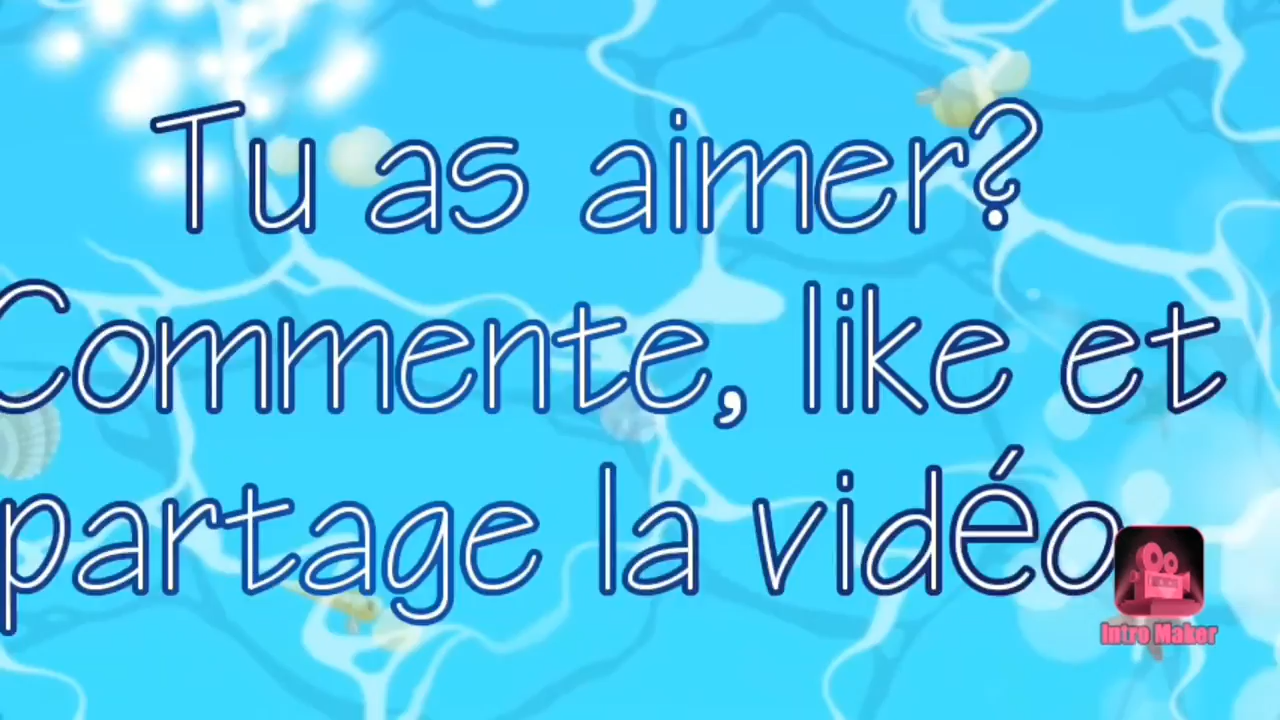 Tu as aimer?
Commente, like et
partage la vidéo
Intro Maker